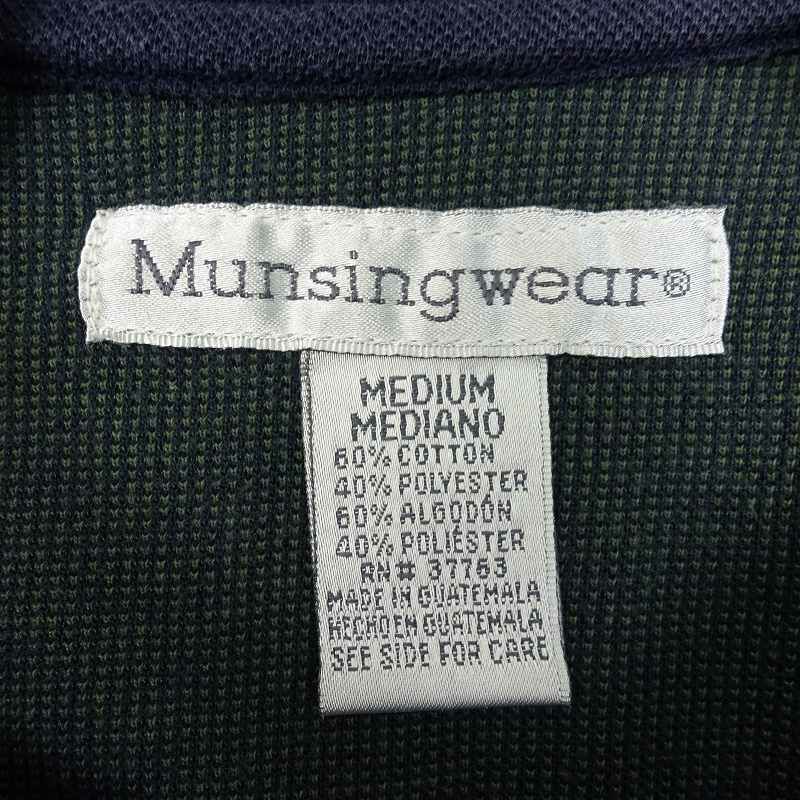 Munsingwear®
MEDIUM
MEDIANO
60% COTTON
40% POLYESTER
60% ALGODÓN
40% POLIÉSTER
RN# 37763
MADE IN GUATEMALA
HECHO EN GUATEMALA
SEE SIDE FOR CARE